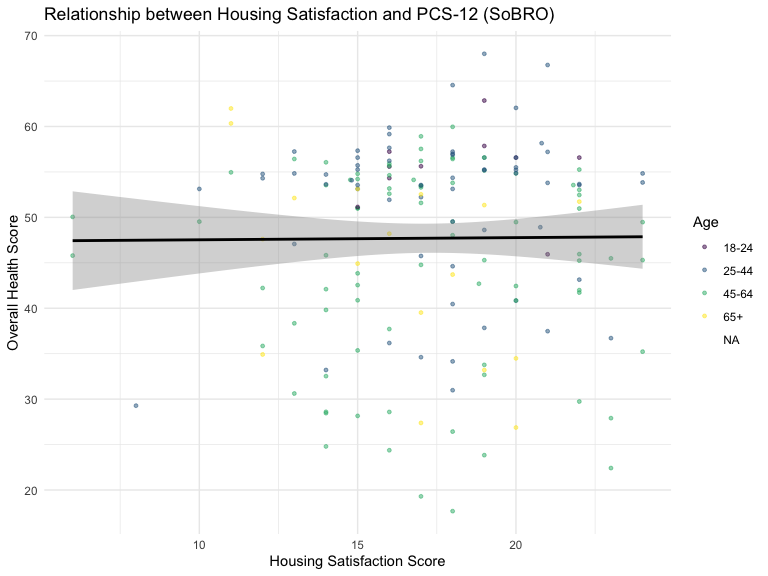 Relationship between Housing Satisfaction and PCS-12 (SoBRO)
70
60
50
40
30
20
Overall Health Score
10
15
20
Housing Satisfaction Score
Age
18-24
25-44
45-64
65+
NA